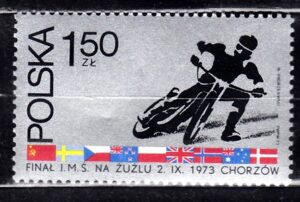 POLSKA
1.50
ZŁ
FINAŁ I.M.Ś. NA ŻUŻLU 2. IX. 1973 CHORZÓW